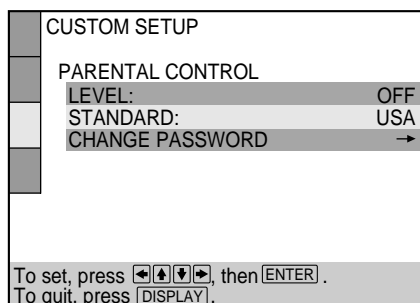 CUSTOM SETUP
PARENTAL CONTROL
LEVEL: OFF
STANDARD: USA
CHANGE PASSWORD →
To set, press ←↑↓→, then ENTER.
To quit, press DISPLAY.